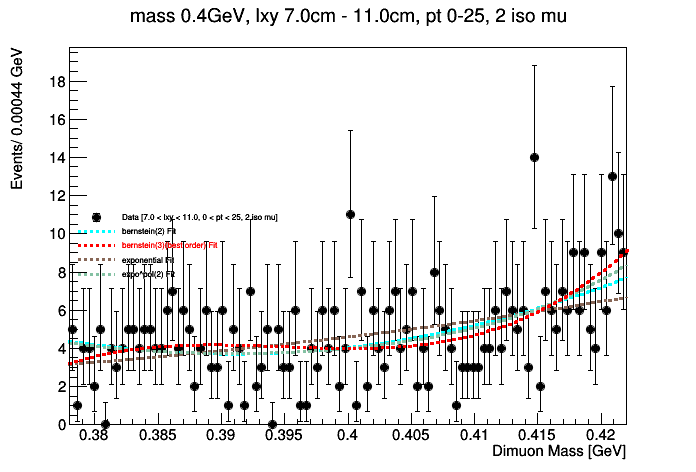 mass 0.4GeV, lxy 7.0cm - 11.0cm, pt 0-25, 2 iso mu
Events/ 0.00044 GeV
18
16
14
12
10
8
6
4
2
0
Data [7.0 < lxy < 11.0, 0 < pt < 25, 2 iso mu]
bernstein(2) Fit
bernstein(3)(best order) Fit
exponential Fit
expo*pol(2) Fit
0.38 0.385 0.39 0.395 0.4 0.405 0.41 0.415 0.42
Dimuon Mass [GeV]